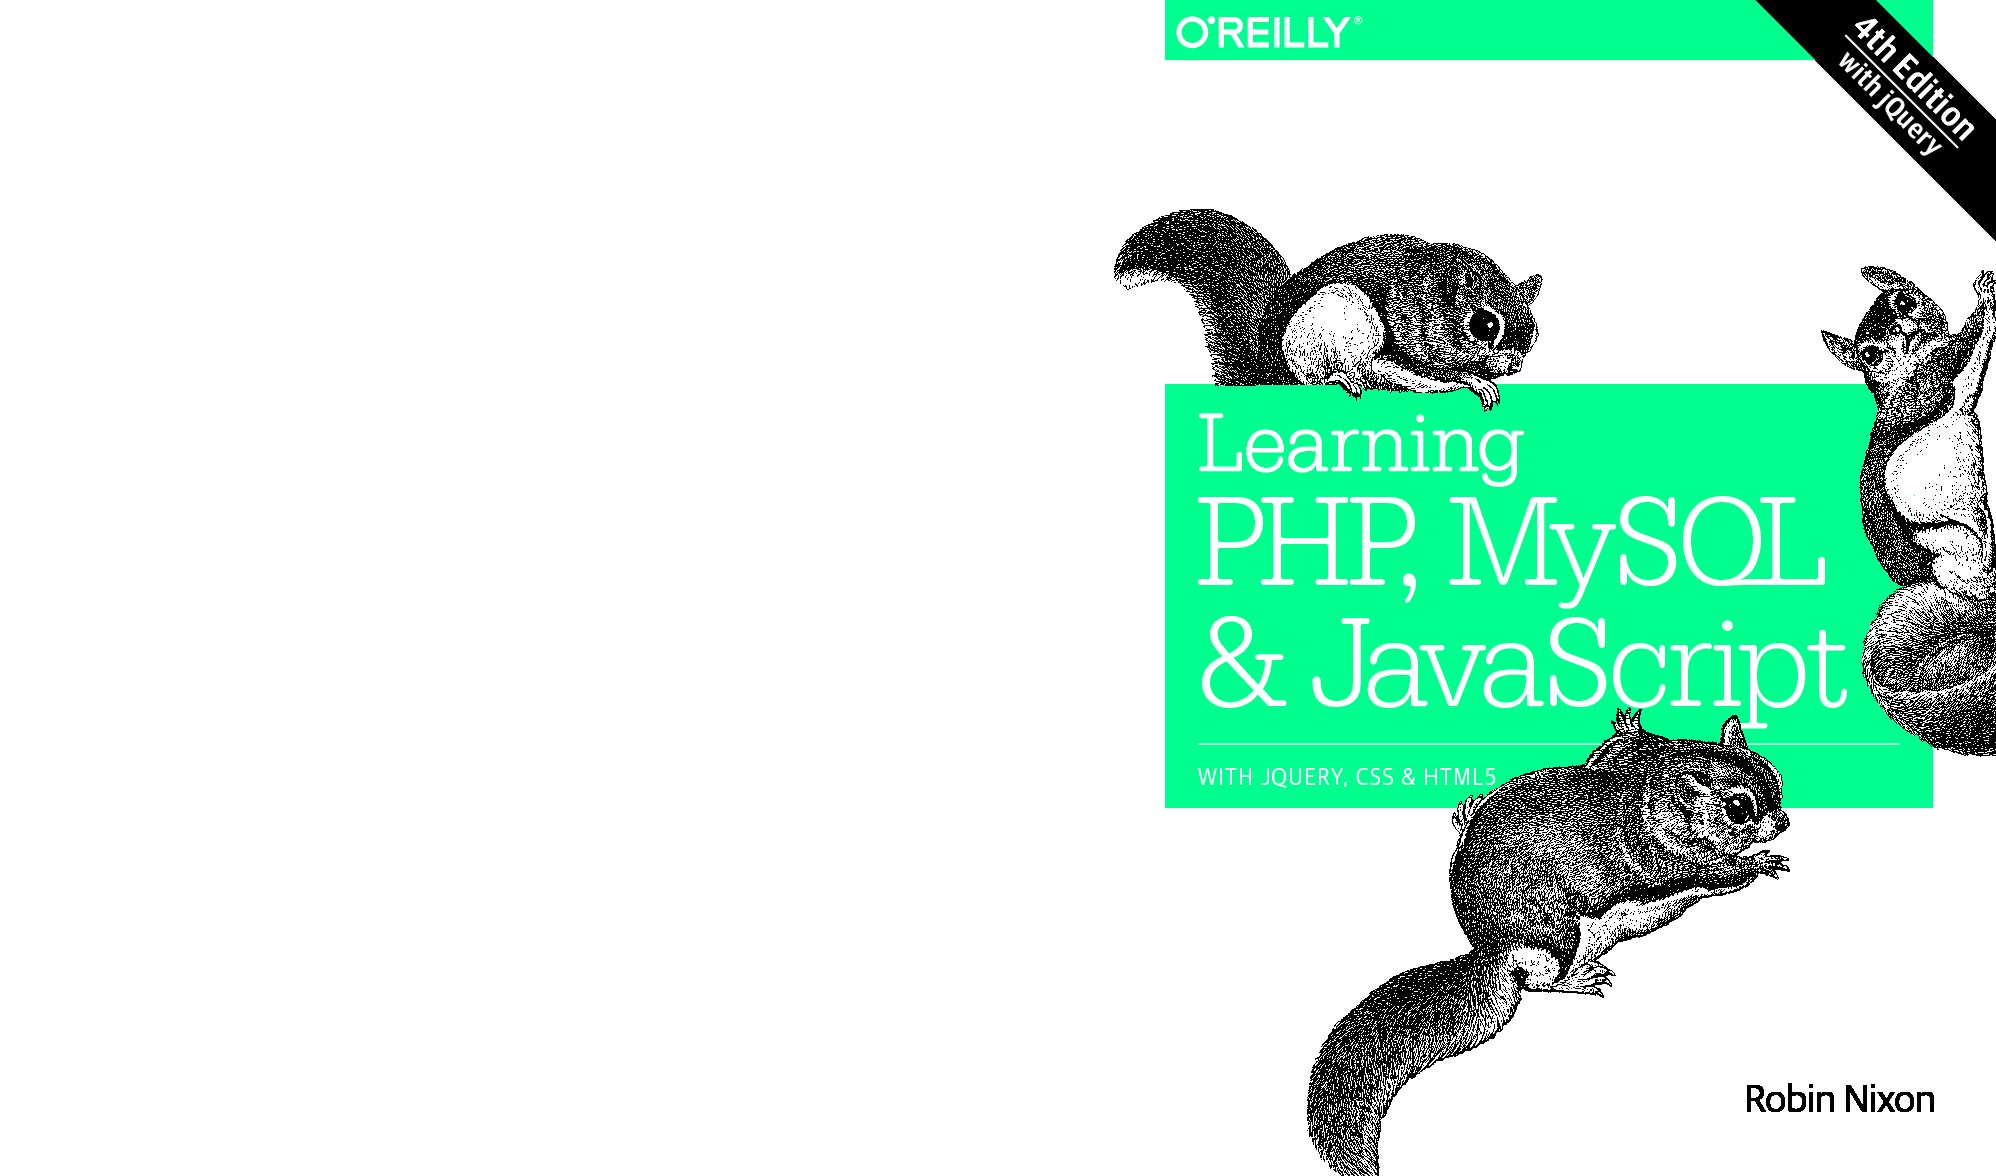 O'REILLY®
4th Edition
with jQuery
Learning
PHP, MySQL
& JavaScript
WITH JQUERY, CSS & HTML5
Robin Nixon